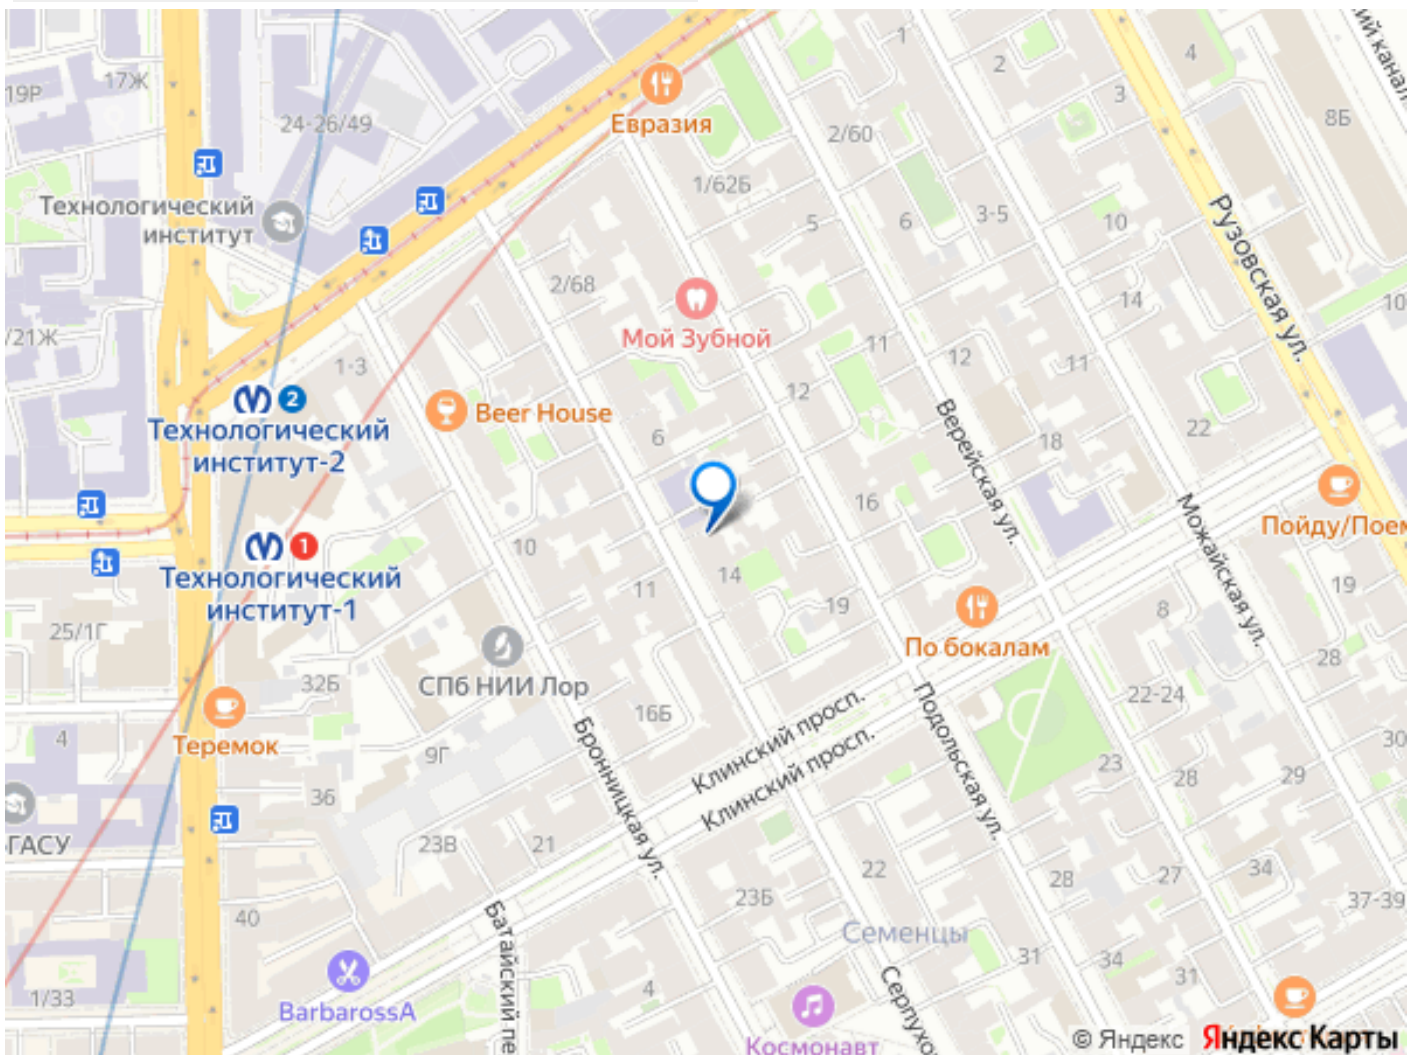 1
2
4
ий канал
17Ж
19Р
3
8Б
Евразия
24-26/49
2/60
1/62Б
Технологический
институт
5
6
3-5
10
Рузовская ул.
2/68
14
10
Мой Зубной
/21Ж
11
12
11
1-3
12
2
Технологический
институт-2
Beer House
6
Верейская ул.
18
22
16
Пойду/Поем
Можайская ул.
1
Технологический
институт-1
10
11
14
19
19
8
По бокалам
25/1Г
28
СПб НИИ Лор
32Б
16Б
22-24
Подольская ул.
Клинский просп.
Клинский просп.
Теремок
4
9Г
Бронницкая ул.
30
23
28
29
36
ГАСУ
23В
21
22
28
27
34
23Б
37-39
40
Батайский пе
Семенцы
31
34
31
Серпухо
BarbarossA
1/33
4
Космонавт
© Яндекс Яндекс Карты